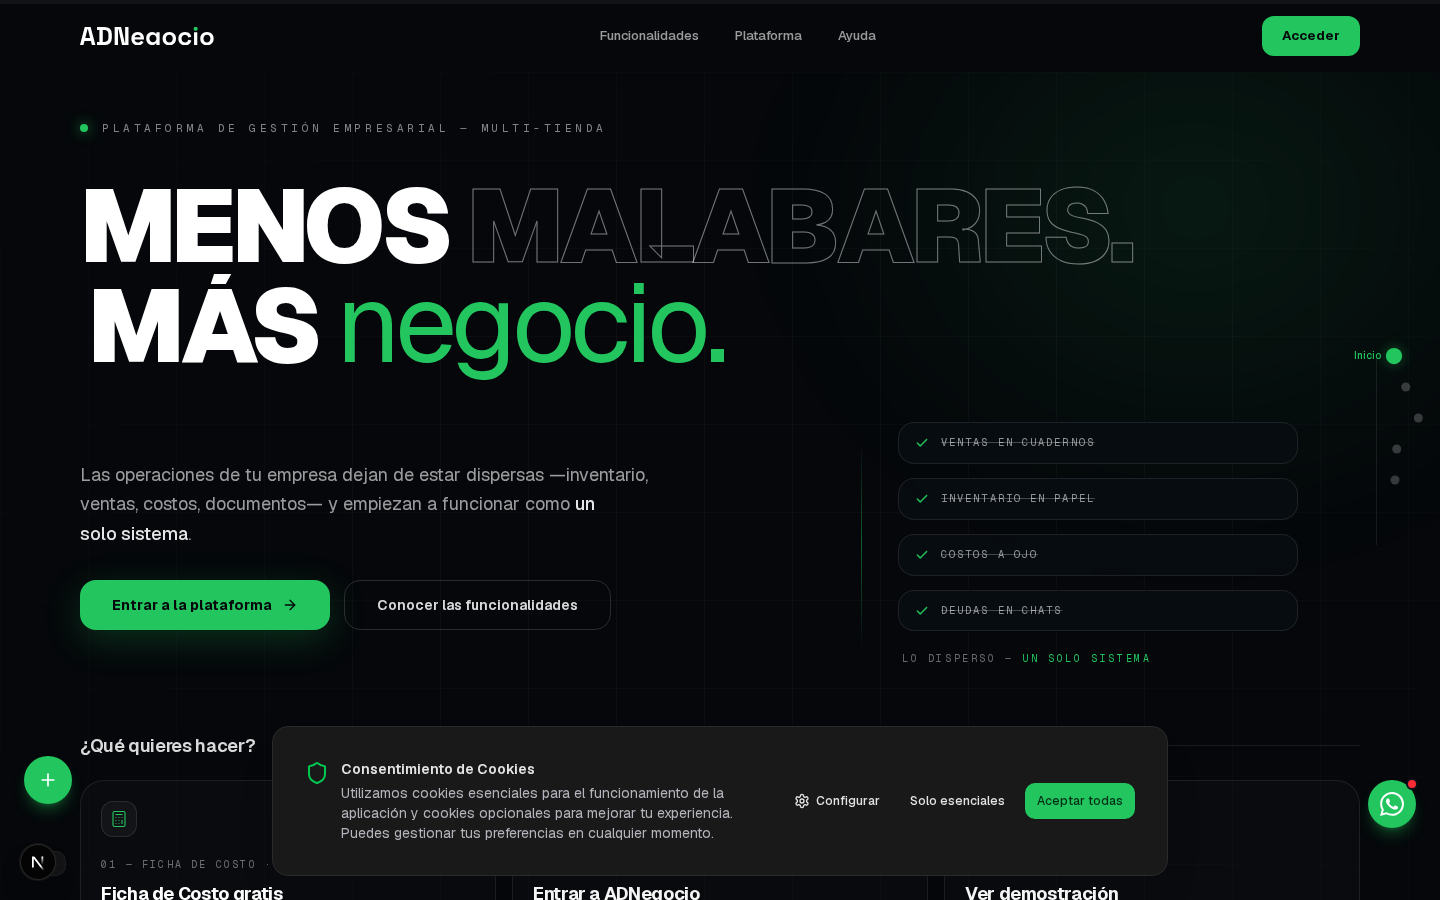 ADNegocio
Funcionalidades
Plataforma
Ayuda
Acceder
PLATAFORMA DE GESTIÓN EMPRESARIAL — MULTI-TIENDA
MENOS MALABARES.
MÁS negocio.
Inicio
Las operaciones de tu empresa dejan de estar dispersas —inventario,
ventas, costos, documentos— y empiezan a funcionar como un
solo sistema.
Entrar a la plataforma
Conocer las funcionalidades
VENTAS EN CUADERNOS
INVENTARIO EN PAPEL
COSTOS A OJO
DEUDAS EN CHATS
LO DISPERSO — UN SOLO SISTEMA
¿Qué quieres hacer?
Consentimiento de Cookies
Utilizamos cookies esenciales para el funcionamiento de la
aplicación y cookies opcionales para mejorar tu experiencia.
Puedes gestionar tus preferencias en cualquier momento.
Configurar
Solo esenciales
Aceptar todas
01 — FICHA DE COSTO ·
Ficha de Costo gratis
Entrar a ADNegocio
Ver demostración
N